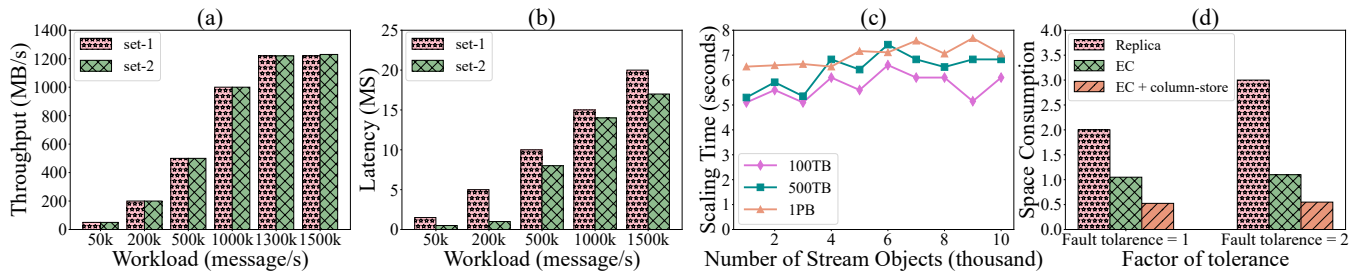 (a)
1400
1200
1000
800
600
400
200
0
Throughput (MB/s)
set-1
set-2
50k 200k 500k 1000k 1300k 1500k
Workload (message/s)
(b)
25
20
15
10
5
0
Latency (MS)
set-1
set-2
50k 200k 500k 1000k 1500k
Workload (message/s)
(c)
8
7
6
5
4
3
2
1
0
Scaling Time (seconds)
100TB
500TB
1PB
2 4 6 8 10
Number of Stream Objects (thousand)
(d)
4.0
3.5
3.0
2.5
2.0
1.5
1.0
0.5
0.0
Space Consumption
Replica
EC
EC + column-store
Fault tolarence = 1 Fault tolarence = 2
Factor of tolerance